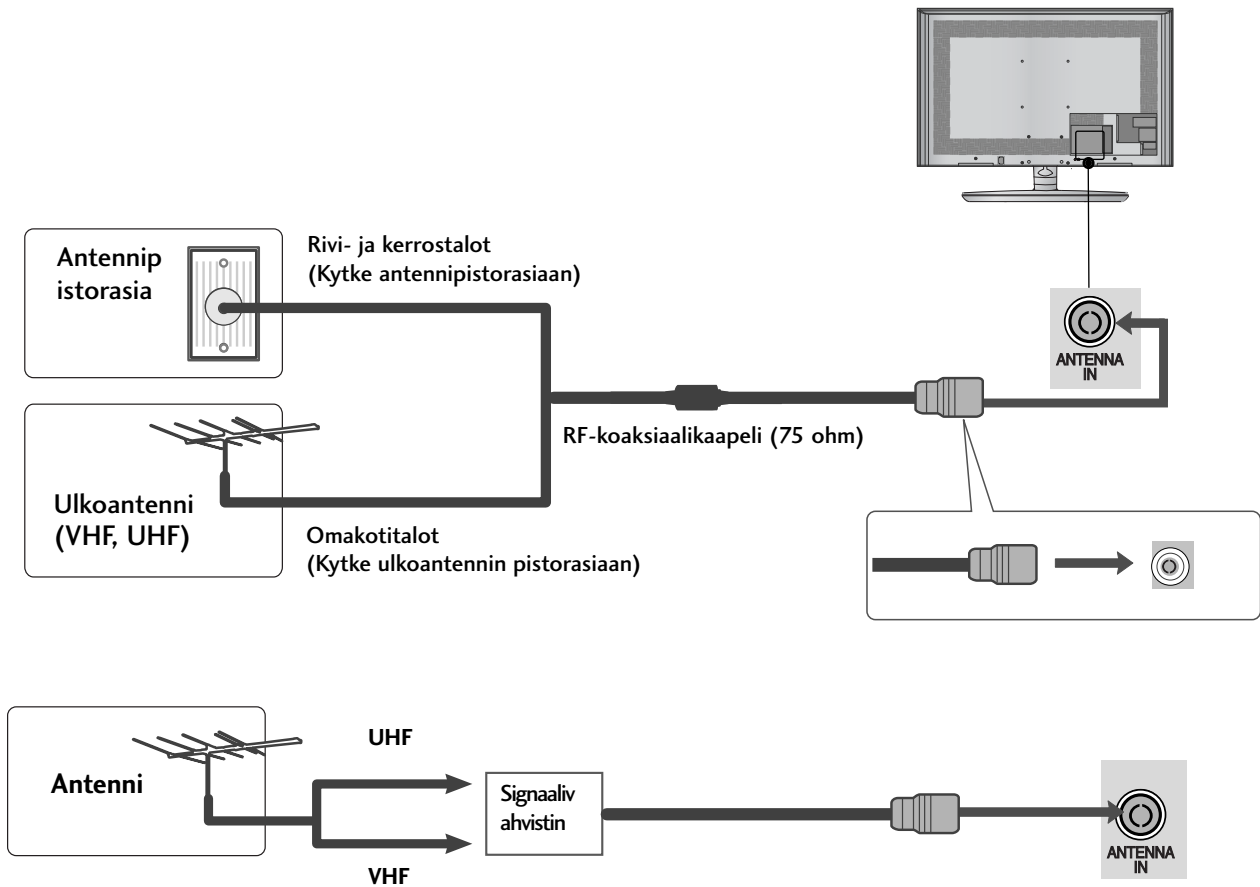 Antennip
istorasia
Rivi- ja kerrostalot
(Kytke antennipistorasiaan)
ANTENNA
IN
RF-koaksiaalikaapeli (75 ohm)
Ulkoantenni
(VHF, UHF)
Omakotitalot
(Kytke ulkoantennin pistorasiaan)
Antenni
UHF
VHF
Signaaliv
ahvistin
ANTENNA
IN